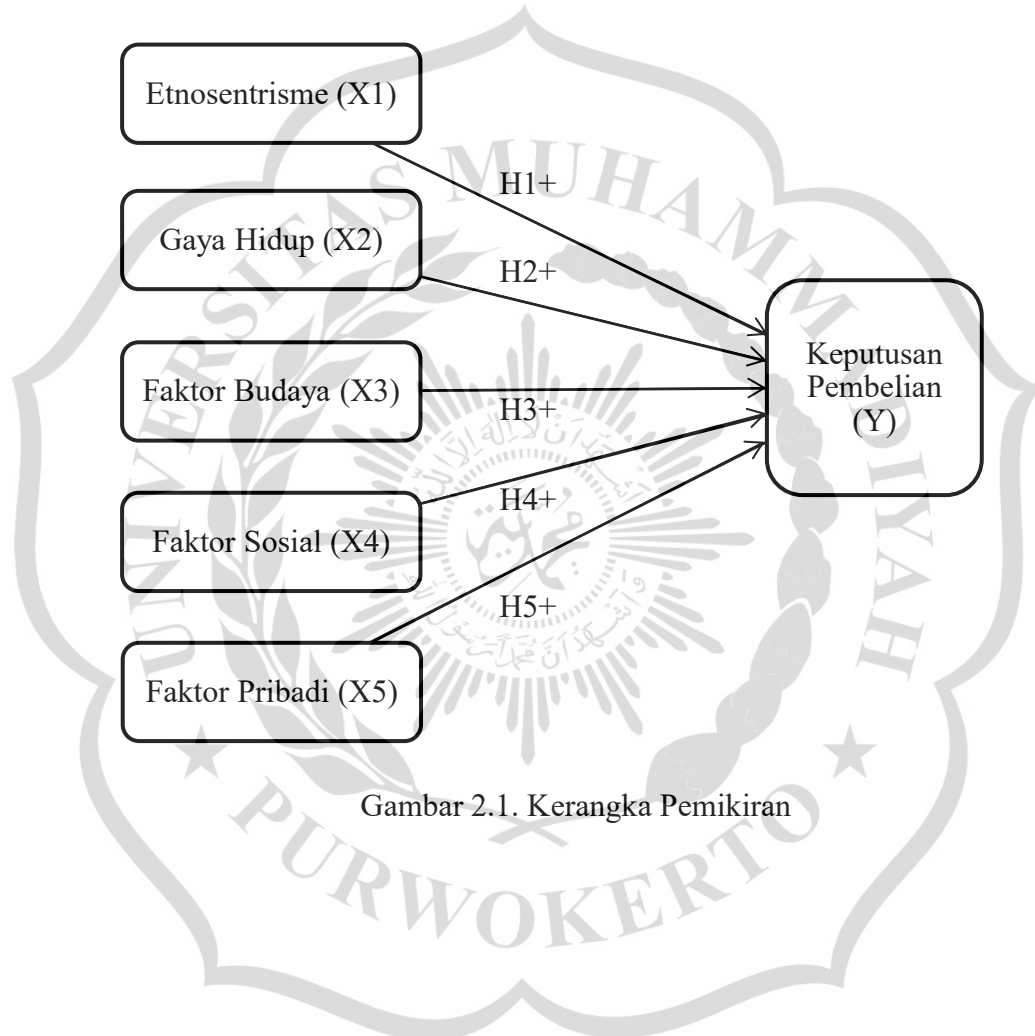 Etnosentrisme (X1)
H1+
Gaya Hidup (X2)
H2+
Faktor Budaya (X3)
H3+
Keputusan
Pembelian
(Y)
Faktor Sosial (X4)
H4+
Faktor Pribadi (X5)
H5+
Gambar 2.1. Kerangka Pemikiran
UNIVERSITAS MUHAMMADIYAH
PURWOKERTO
محمد